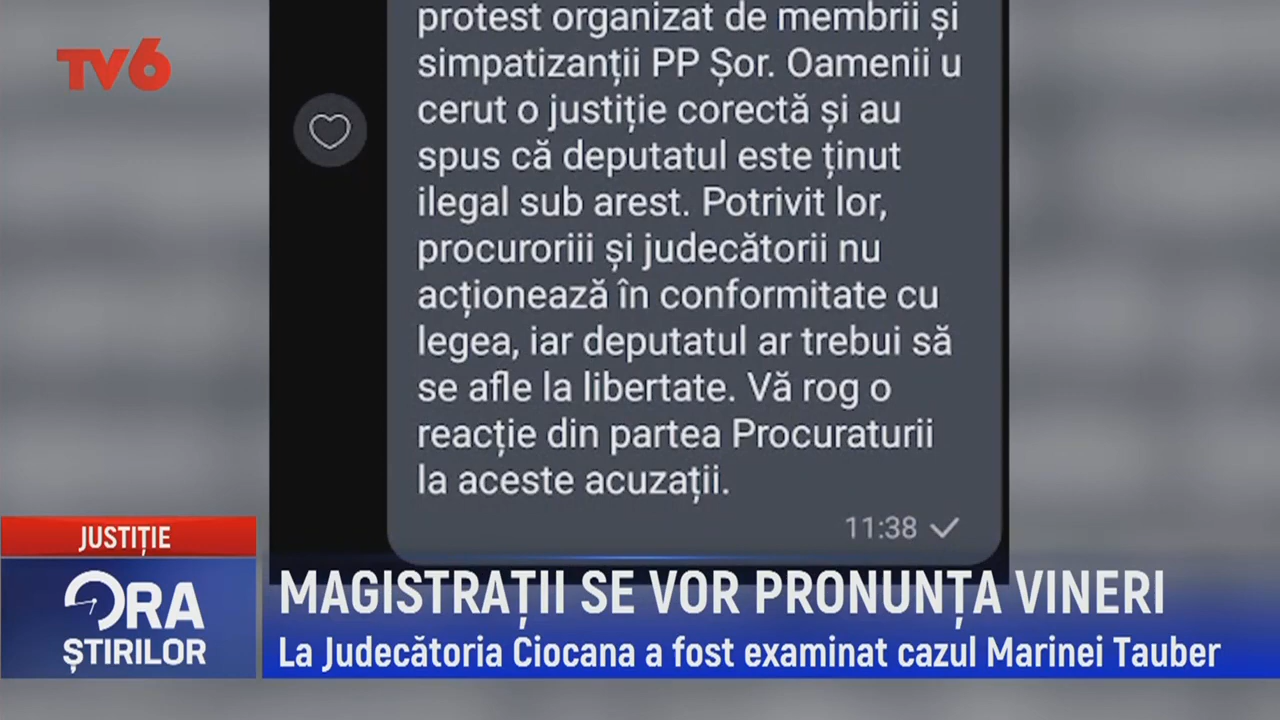 TV6
protest organizat de membrii și
simpatizanții PP Șor. Oamenii u
cerut o justiție corectă și au
spus că deputatul este ținut
ilegal sub arest. Potrivit lor,
procuroriii și judecătorii nu
acționează în conformitate cu
legea, iar deputatul ar trebui să
se afle la libertate. Vă rog o
reacție din partea Procuraturii
la aceste acuzații.
11:38
JUSTIȚIE
ORA
ȘTIRILOR
MAGISTRAȚII SE VOR PRONUNȚA VINERI
La Judecătoria Ciocana a fost examinat cazul Marinei Tauber